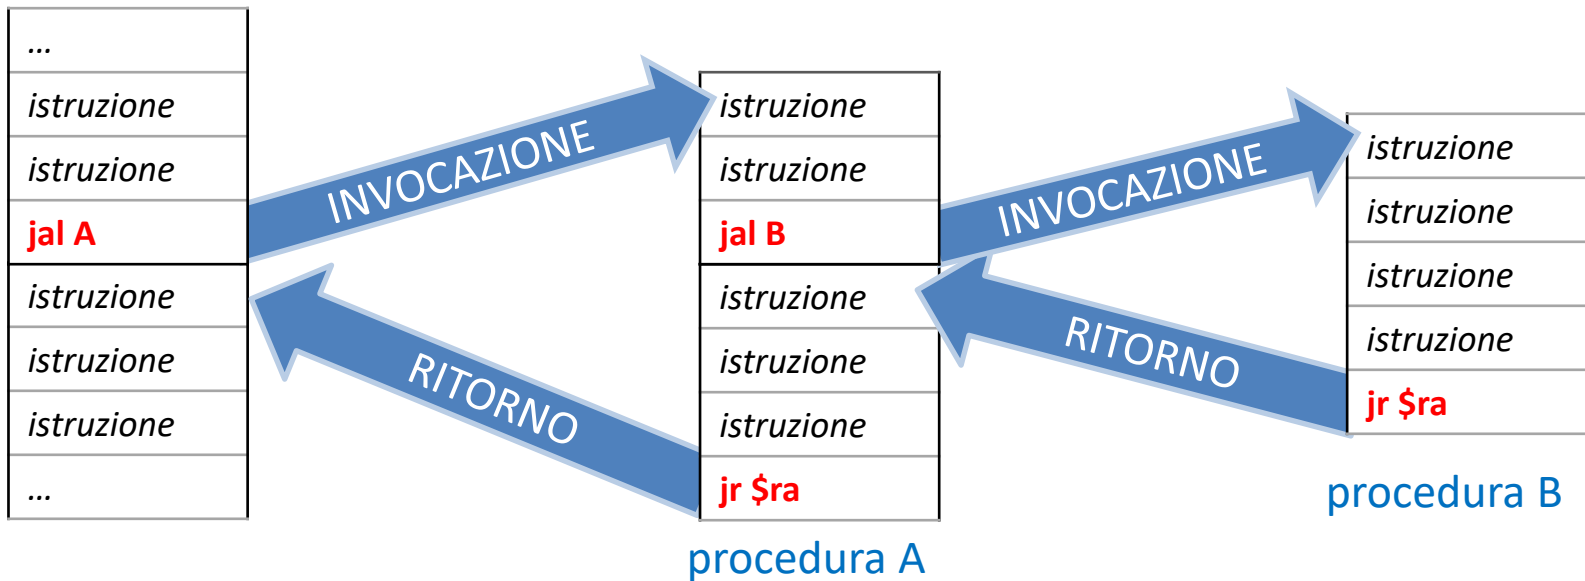 …
istruzione
istruzione
jal A
istruzione
istruzione
istruzione
…
INVOCAZIONE
RITORNO
istruzione
istruzione
jal B
istruzione
istruzione
istruzione
jr $ra
procedura A
INVOCAZIONE
RITORNO
istruzione
istruzione
istruzione
istruzione
jr $ra
procedura B